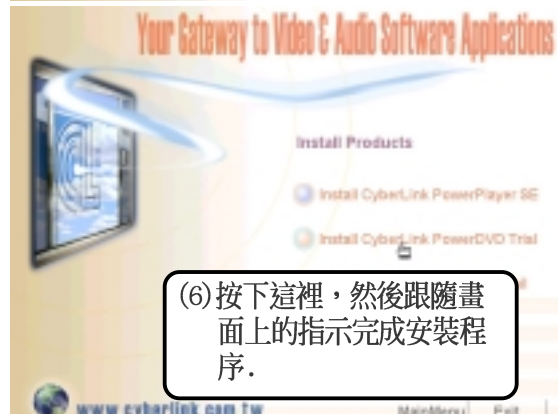 Your Gateway to Video & Audio Software Applications
Install Products
Install CyberLink PowerPlayer SE
Install CyberLink PowerDVD Trial
(6)按下這裡，然後跟隨畫
面上的指示完成安裝程
序.
www.cyberlink.com.tw
MainMenu
Exit